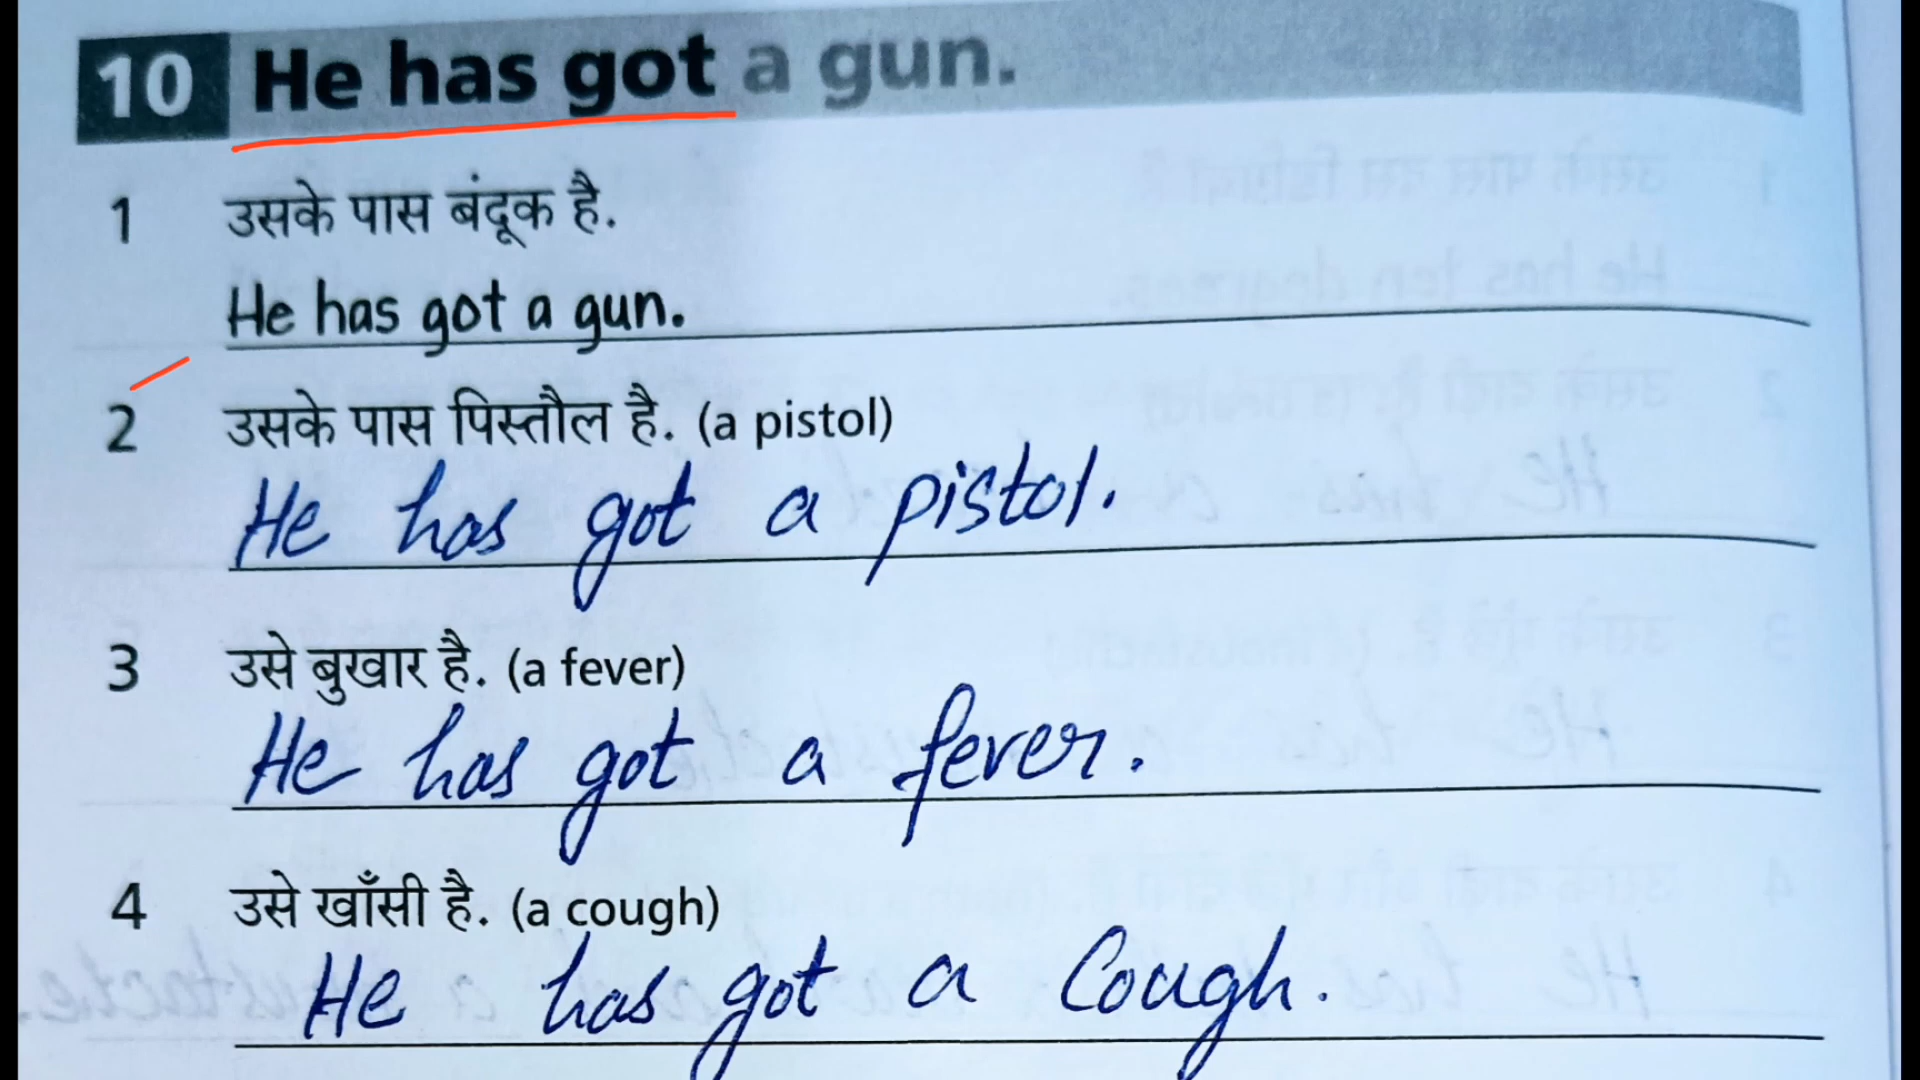 10 He has got a gun.
1 उसके पास बंदूक है.
He has got a gun.
2 उसके पास पिस्तौल है. (a pistol)
He has got a pistol.
3 उसे बुखार है. (a fever)
He has got a fever.
4 उसे खाँसी है. (a cough)
He has got a Cough.